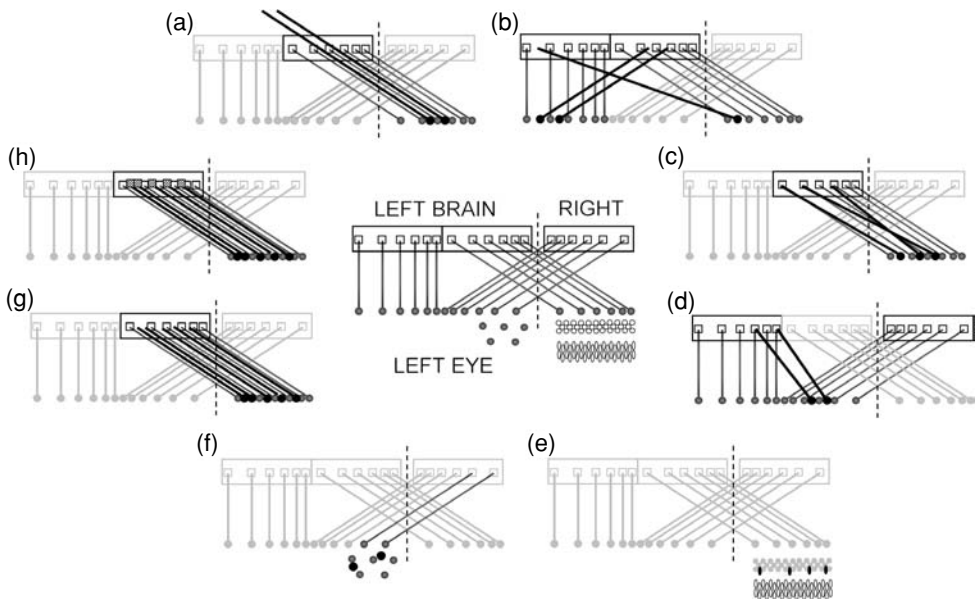 (a)
(b)
(h)
(c)
LEFT BRAIN RIGHT
(g)
(d)
LEFT EYE
(f)
(e)